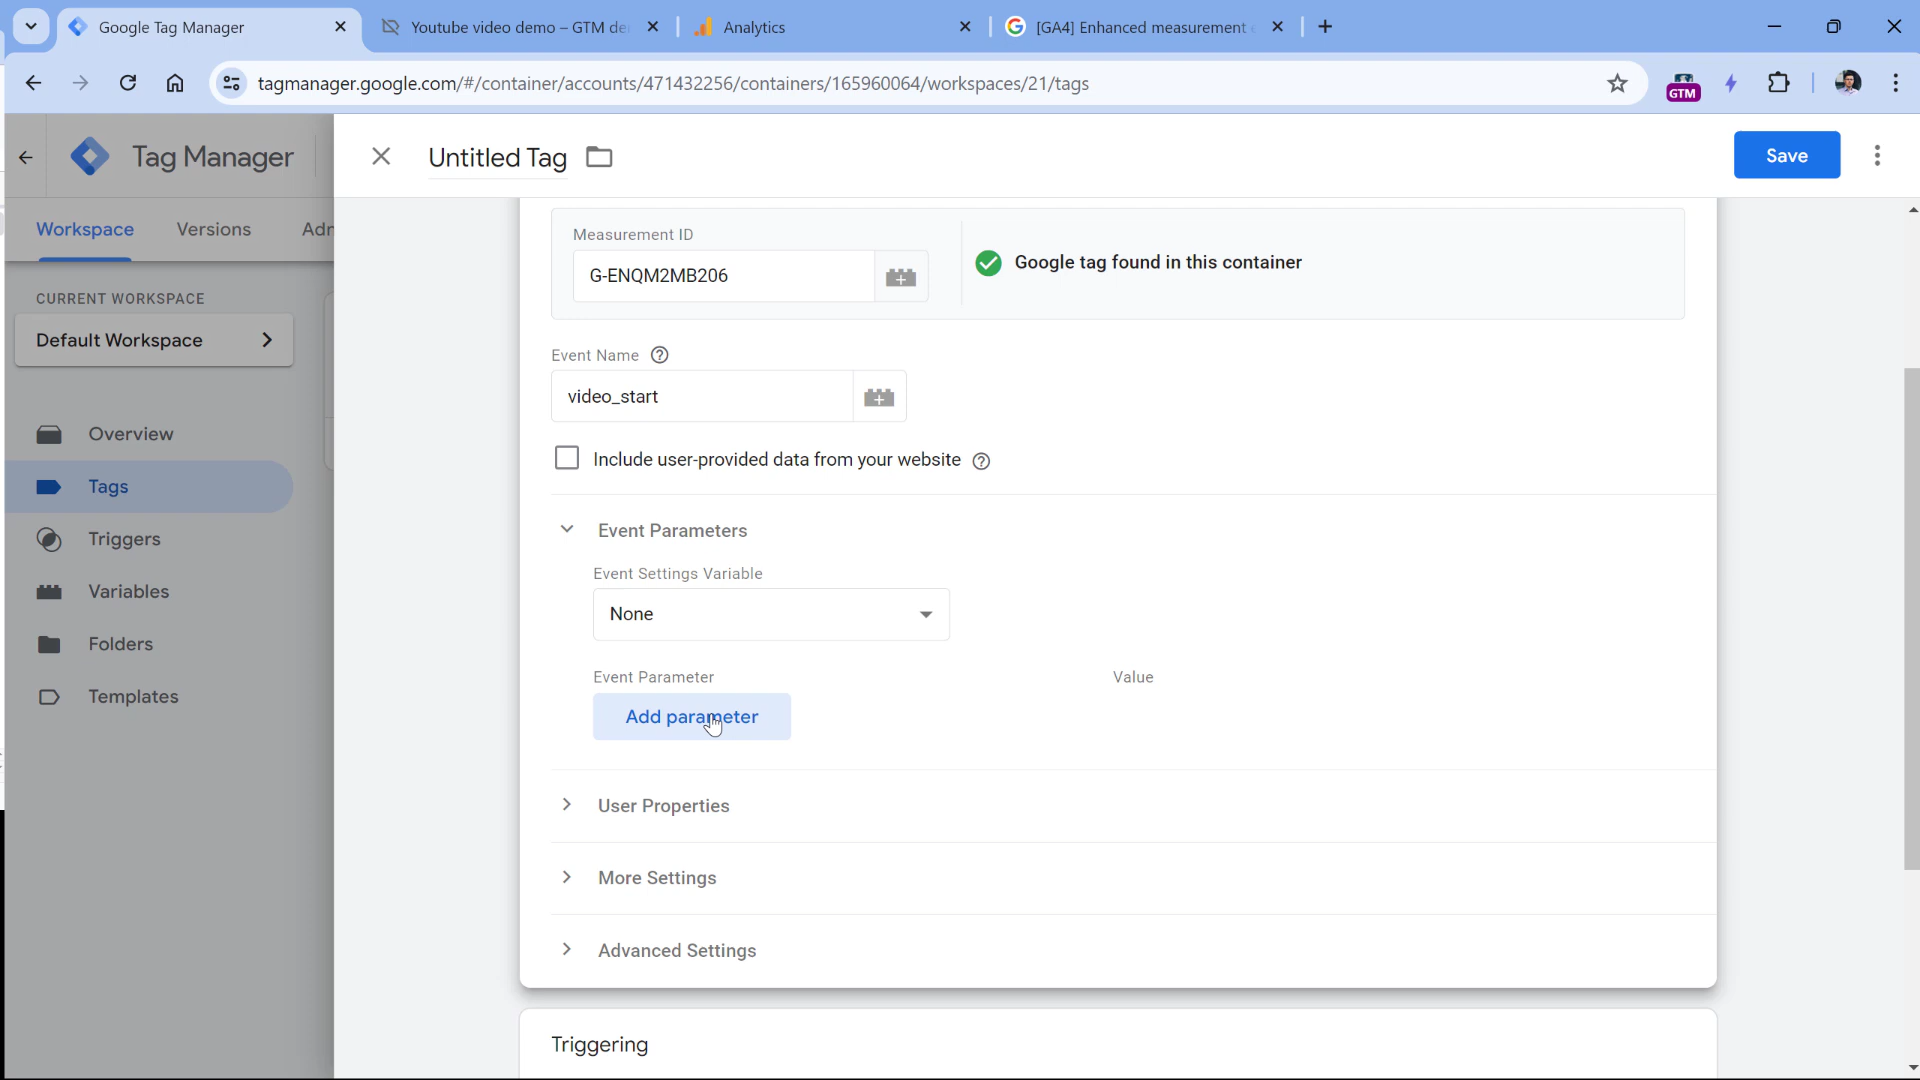 Google Tag Manager
Youtube video demo – GTM de
Analytics
[GA4] Enhanced measurement e
tagmanager.google.com/#/container/accounts/471432256/containers/165960064/workspaces/21/tags
GTM
Tag Manager
Untitled Tag
Save
Workspace
Versions
Adn
Measurement ID
G-ENQM2MB206
Google tag found in this container
CURRENT WORKSPACE
Default Workspace
Event Name
video_start
Include user-provided data from your website
Overview
Tags
Triggers
Variables
Folders
Templates
Event Parameters
Event Settings Variable
None
Event Parameter
Value
Add parameter
User Properties
More Settings
Advanced Settings
Triggering